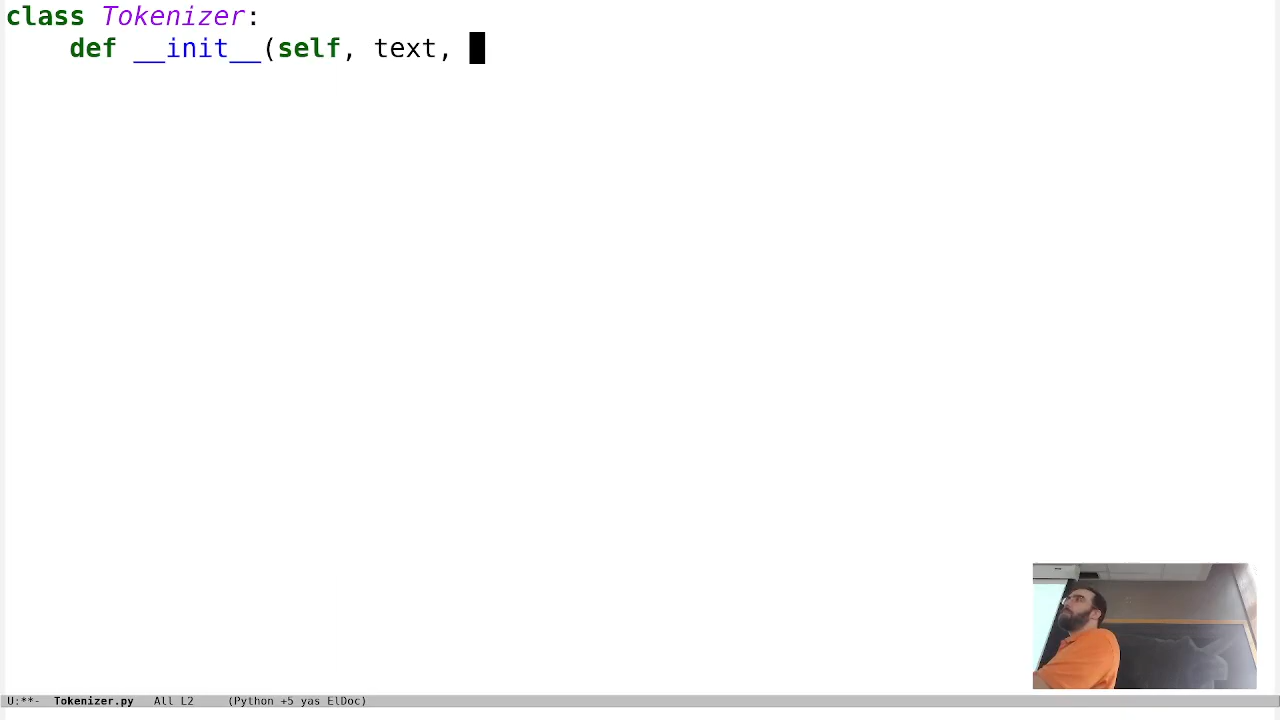 class Tokenizer:
    def __init__(self, text, 
U:**-  Tokenizer.py   All L2    (Python +5 yas ElDoc)